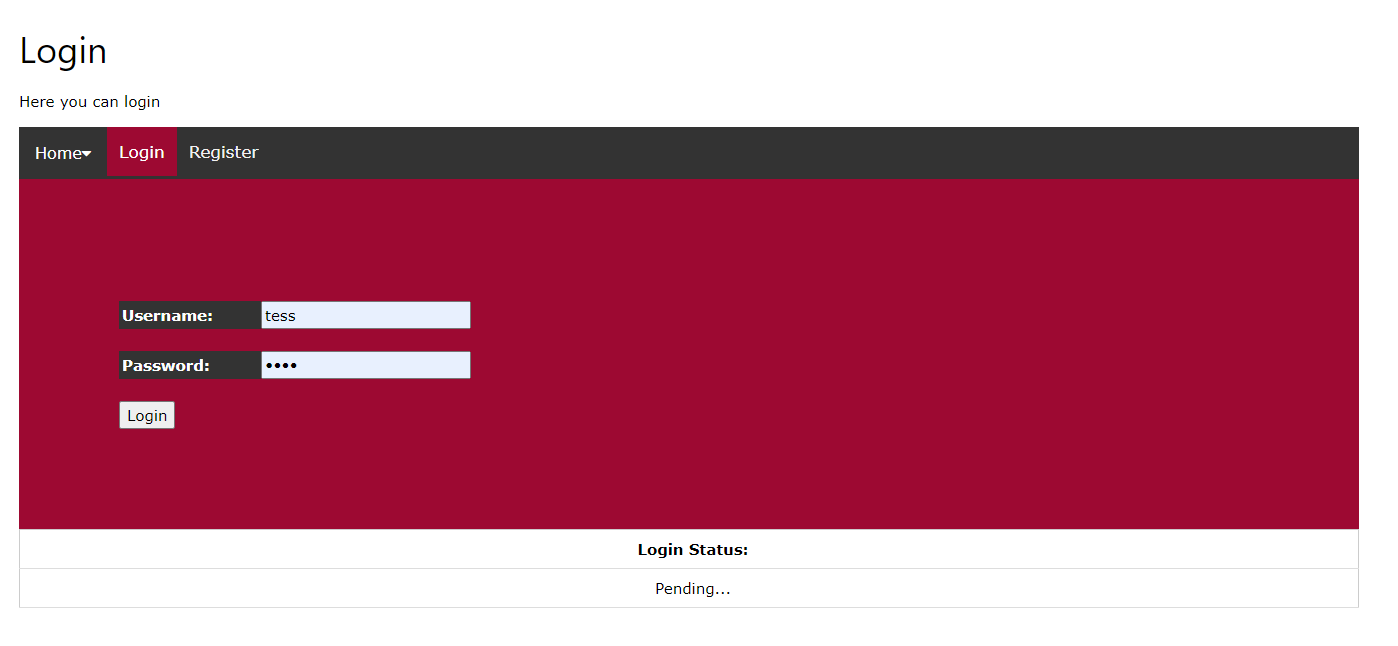 Login
Here you can login
Home Login Register
Username: tess
Password: ••••
Login
Login Status:
Pending...